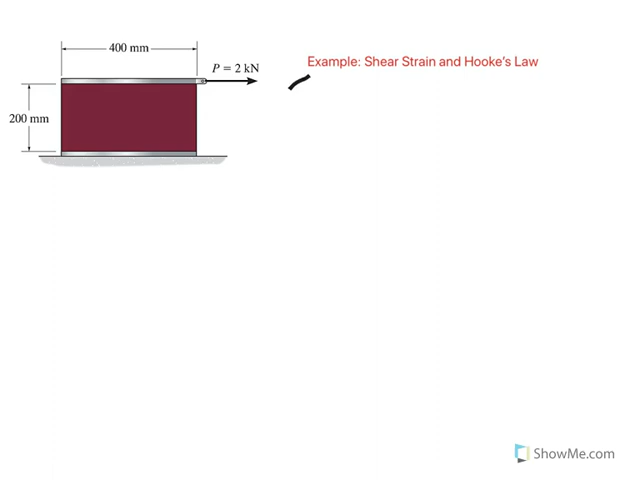 400 mm
P = 2 kN
Example: Shear Strain and Hooke's Law
200 mm
ShowMe.com